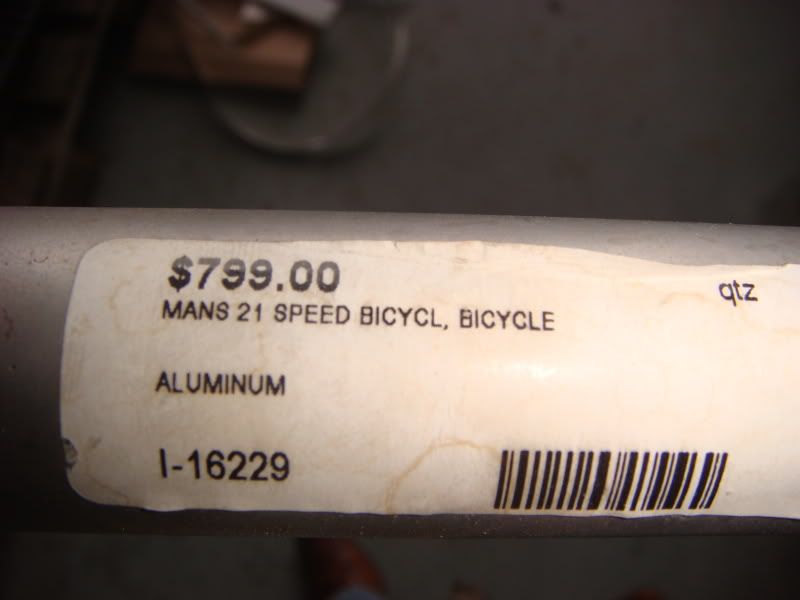 $799.00
qtz
MANS 21 SPEED BICYCL, BICYCLE
ALUMINUM
I-16229